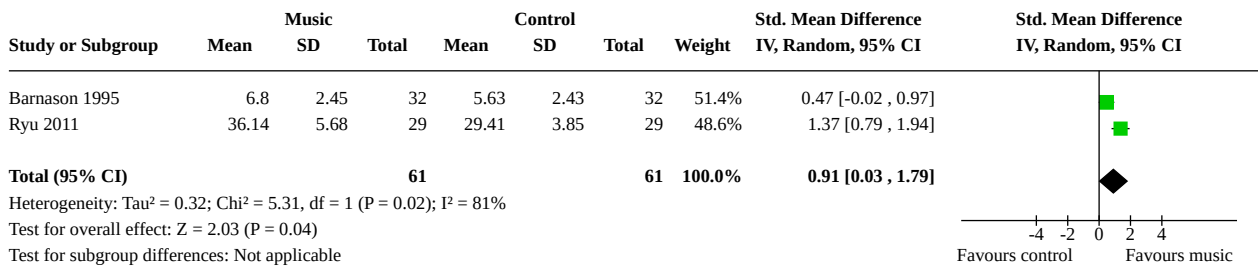 Music Control Std. Mean Difference Std. Mean Difference
Study or Subgroup Mean SD Total Mean SD Total Weight IV, Random, 95% CI IV, Random, 95% CI
Barnason 1995 6.8 2.45 32 5.63 2.43 32 51.4% 0.47 [-0.02 , 0.97]
Ryu 2011 36.14 5.68 29 29.41 3.85 29 48.6% 1.37 [0.79 , 1.94]
Total (95% CI) 61 61 100.0% 0.91 [0.03 , 1.79]
Heterogeneity: Tau² = 0.32; Chi² = 5.31, df = 1 (P = 0.02); I² = 81%
Test for overall effect: Z = 2.03 (P = 0.04)
-4 -2 0 2 4
Test for subgroup differences: Not applicable
Favours control Favours music